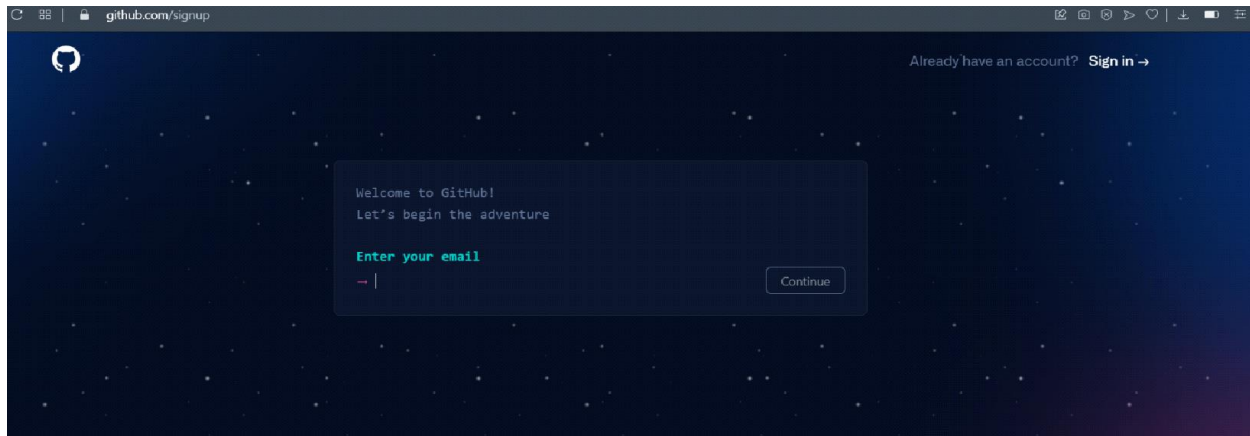 github.com/signup
Already have an account? Sign in →
Welcome to GitHub!
Let's begin the adventure
Enter your email
→
Continue